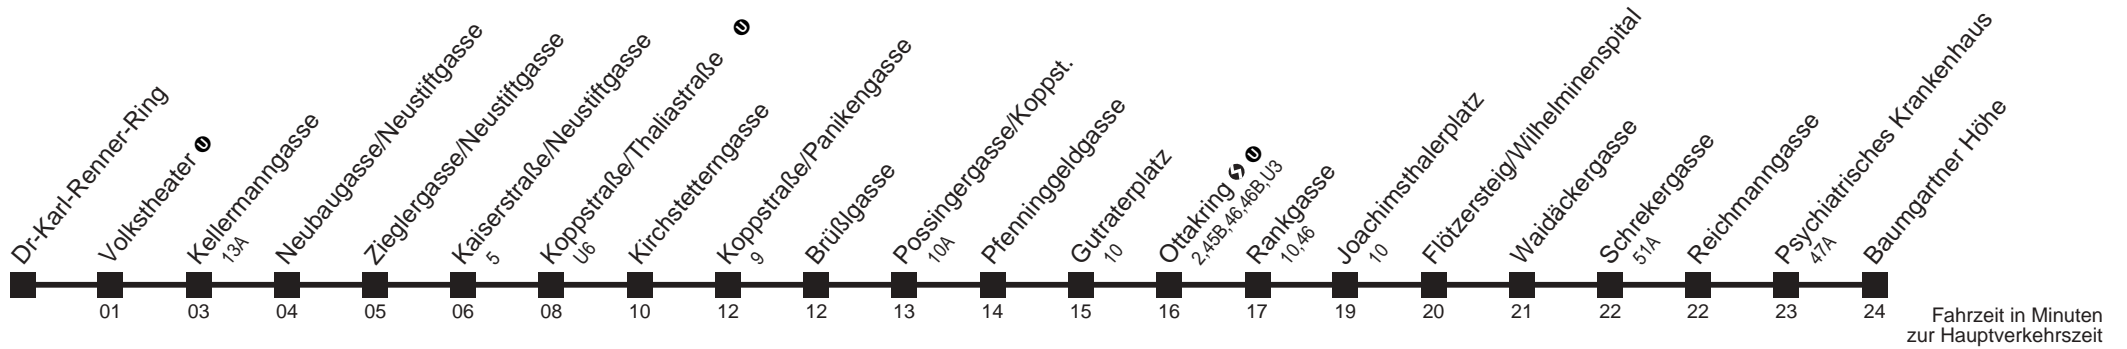 Dr-Karl-Renner-Ring
Volkstheater U
Kellermanngasse
13A
Neubaugasse/Neustiftgasse
Zieglergasse/Neustiftgasse
Kaiserstraße/Neustiftgasse
5
Koppstraße/Thaliastraße U
U6
Kirchstetterngasse
Koppstraße/Panikengasse
9
Brüßlgasse
Possingergasse/Koppst.
10A
Pfenninggeldgasse
Gutraterplatz
10
Ottakring S U
2,45B,46,46B,U3
Rankgasse
10,46
Joachimsthalerplatz
10
Flötzersteig/Wilhelminenspital
Waidäckergasse
Schrekergasse
51A
Reichmanngasse
Psychiatrisches Krankenhaus
47A
Baumgartner Höhe
01 03 04 05 06 08 10 12 12 13 14 15 16 17 19 20 21 22 22 23 24
Fahrzeit in Minuten
zur Hauptverkehrszeit